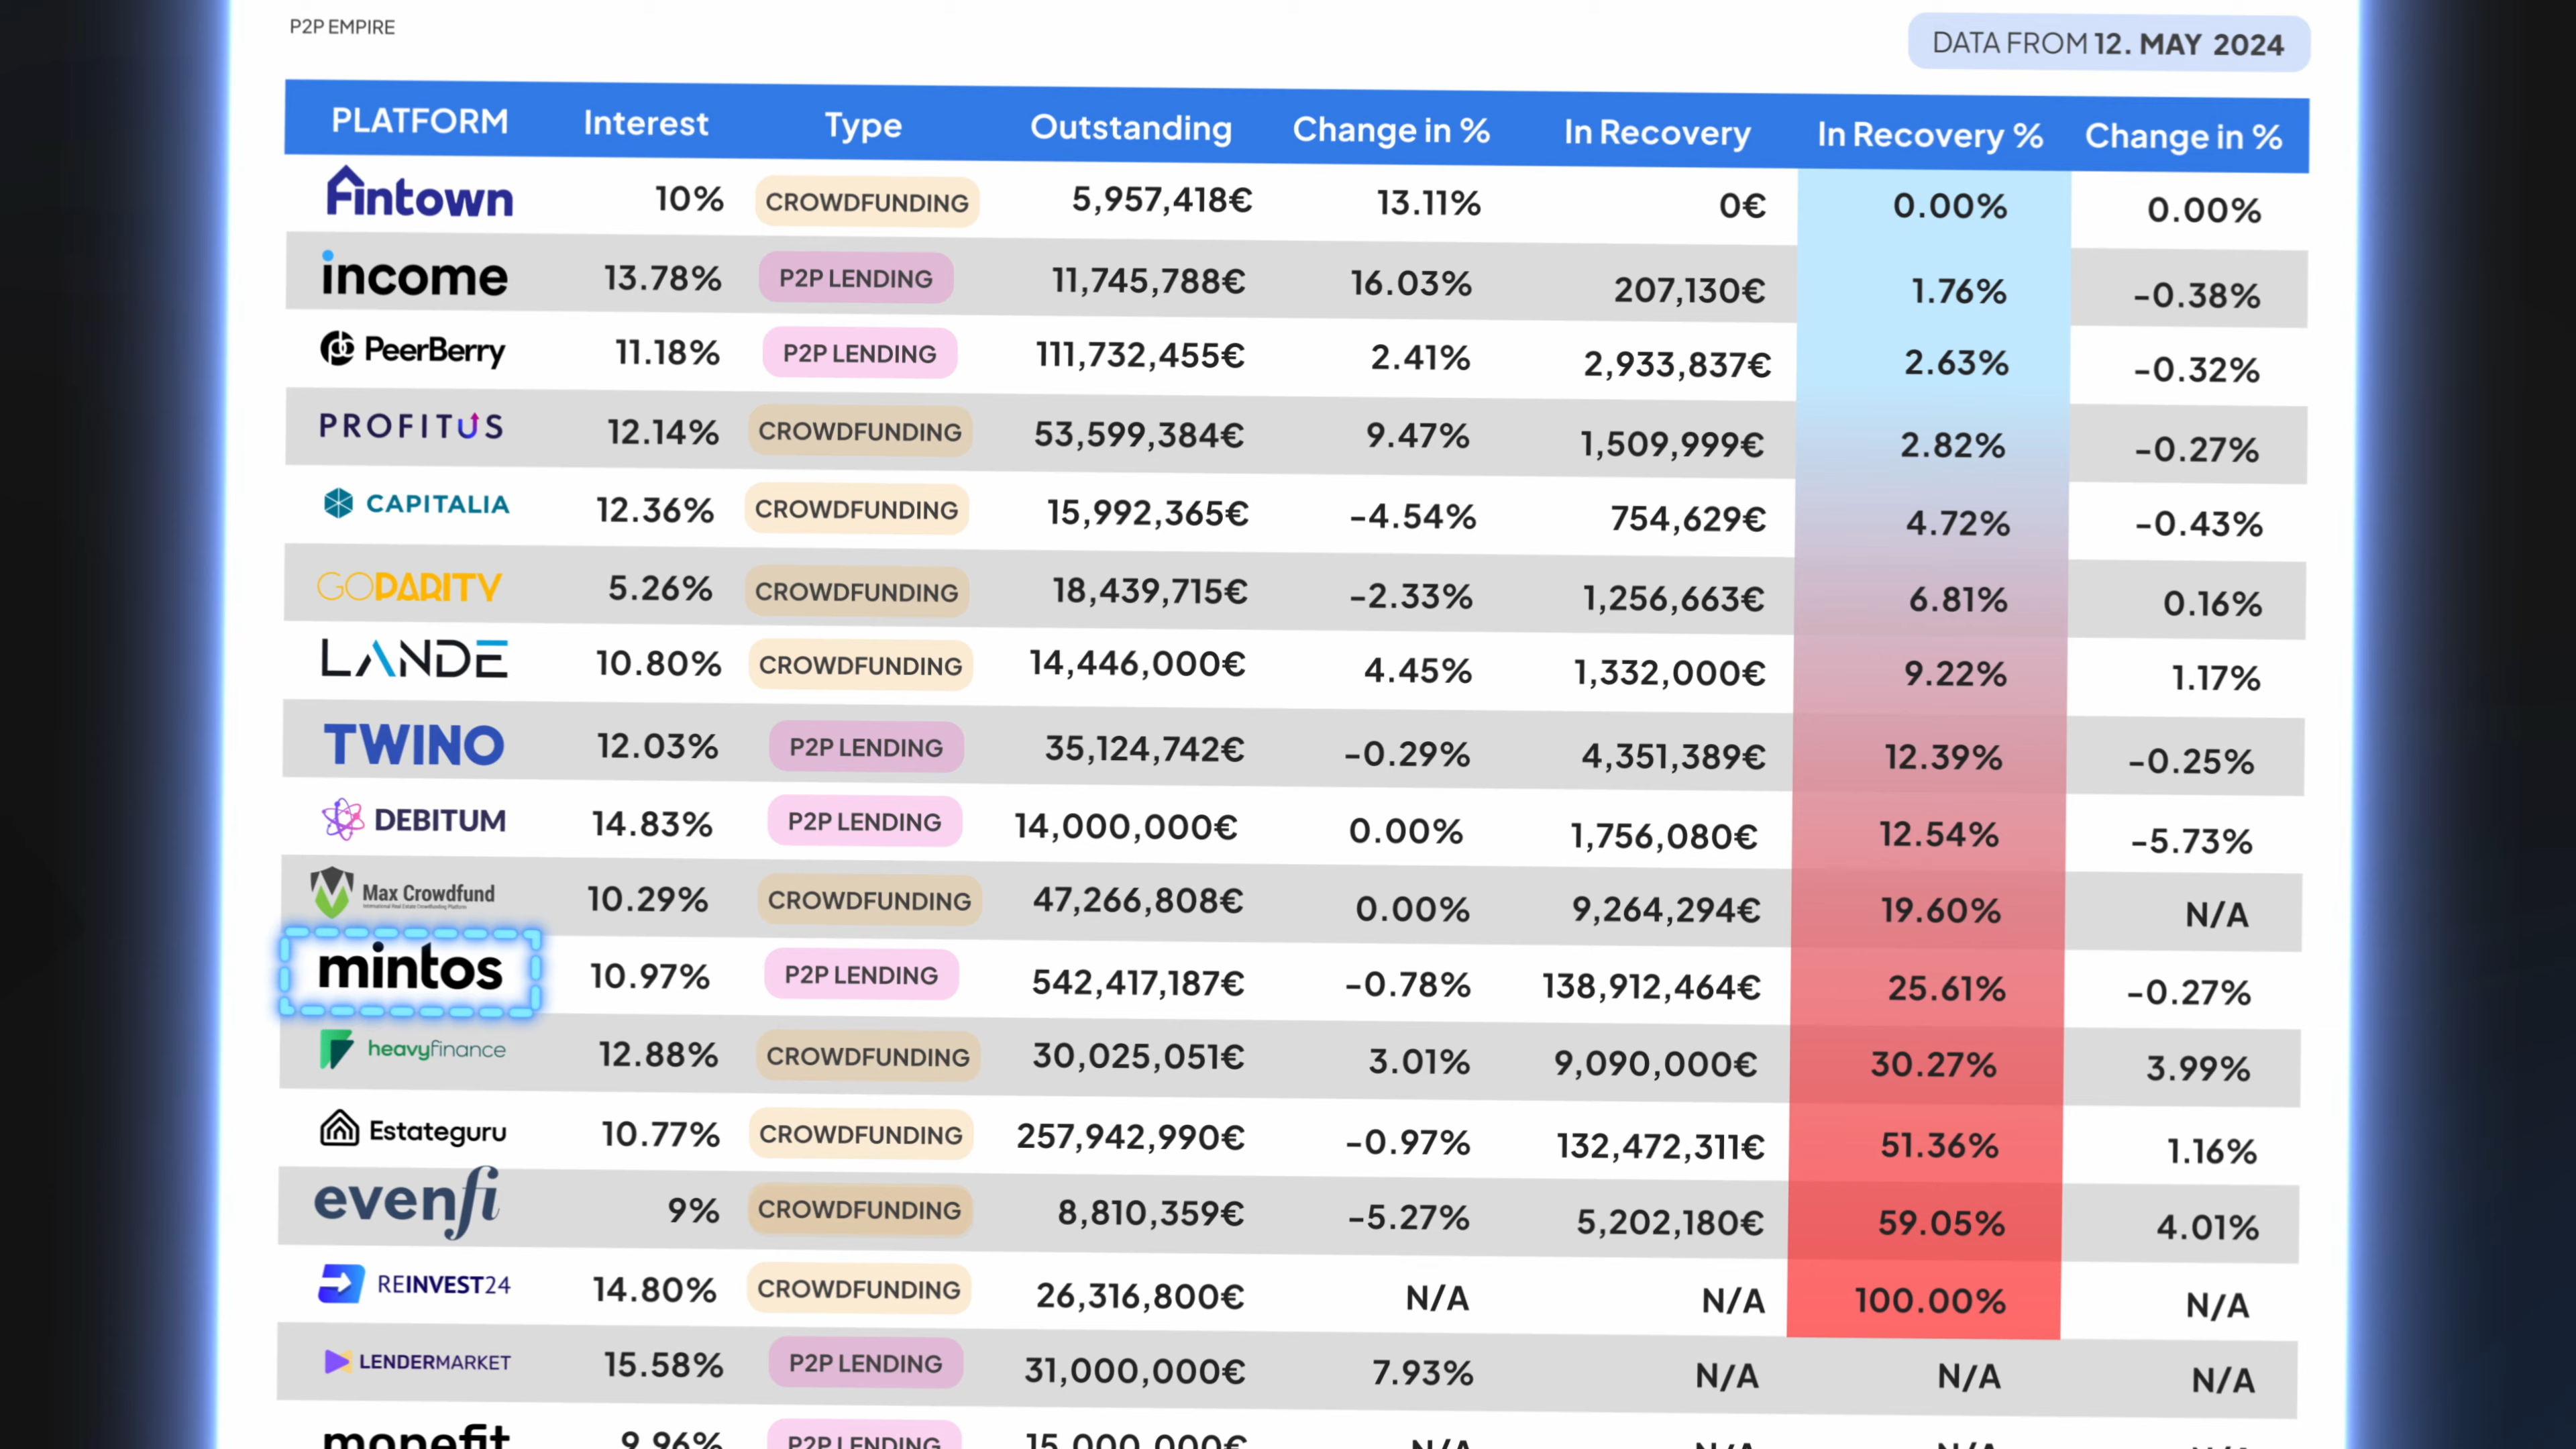 P2P EMPIRE
DATA FROM 12. MAY 2024
PLATFORM Interest Type Outstanding Change in % In Recovery In Recovery % Change in %
Fintown 10% CROWDFUNDING 5,957,418€ 13.11% 0€ 0.00% 0.00%
income 13.78% P2P LENDING 11,745,788€ 16.03% 207,130€ 1.76% -0.38%
PeerBerry 11.18% P2P LENDING 111,732,455€ 2.41% 2,933,837€ 2.63% -0.32%
PROFITUS 12.14% CROWDFUNDING 53,599,384€ 9.47% 1,509,999€ 2.82% -0.27%
CAPITALIA 12.36% CROWDFUNDING 15,992,365€ -4.54% 754,629€ 4.72% -0.43%
GOPARITY 5.26% CROWDFUNDING 18,439,715€ -2.33% 1,256,663€ 6.81% 0.16%
LANDE 10.80% CROWDFUNDING 14,446,000€ 4.45% 1,332,000€ 9.22% 1.17%
TWINO 12.03% P2P LENDING 35,124,742€ -0.29% 4,351,389€ 12.39% -0.25%
DEBITUM 14.83% P2P LENDING 14,000,000€ 0.00% 1,756,080€ 12.54% -5.73%
Max Crowdfund 10.29% CROWDFUNDING 47,266,808€ 0.00% 9,264,294€ 19.60% N/A
mintos 10.97% P2P LENDING 542,417,187€ -0.78% 138,912,464€ 25.61% -0.27%
heavyfinance 12.88% CROWDFUNDING 30,025,051€ 3.01% 9,090,000€ 30.27% 3.99%
Estateguru 10.77% CROWDFUNDING 257,942,990€ -0.97% 132,472,311€ 51.36% 1.16%
evenfi 9% CROWDFUNDING 8,810,359€ -5.27% 5,202,180€ 59.05% 4.01%
REINVEST24 14.80% CROWDFUNDING 26,316,800€ N/A N/A 100.00% N/A
LENDERMARKET 15.58% P2P LENDING 31,000,000€ 7.93% N/A N/A N/A
monefit 9.96% P2P LENDING 15,000,000€ N/A N/A N/A